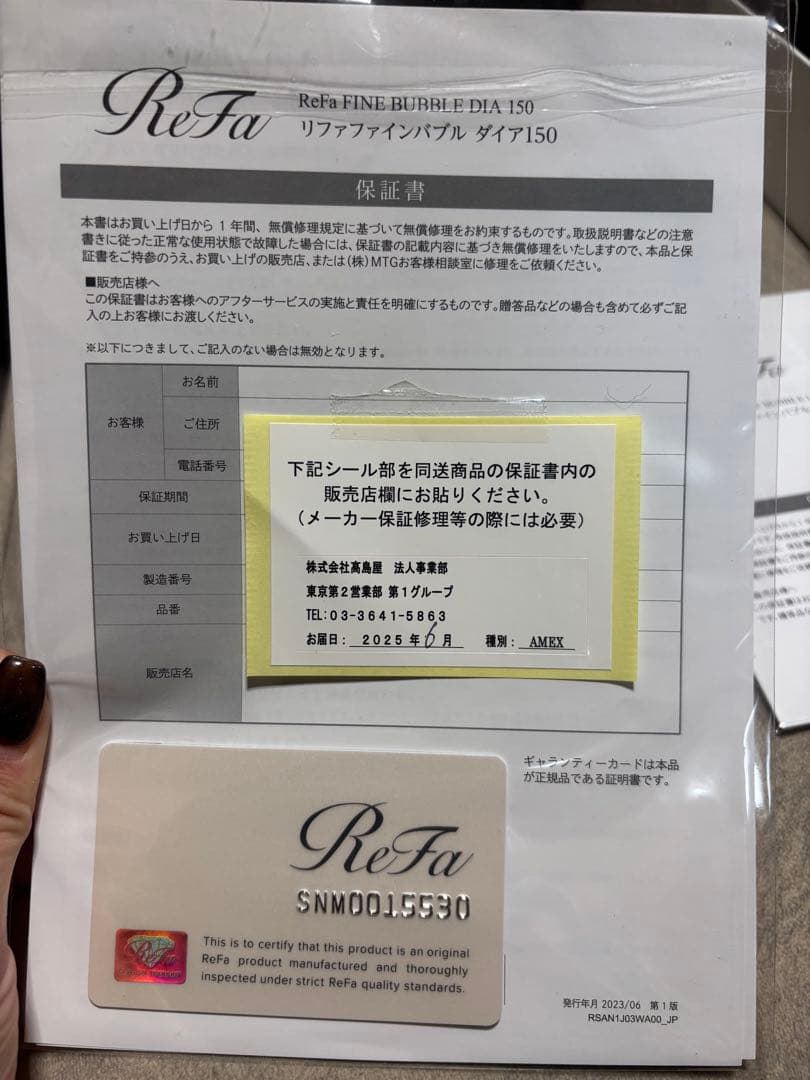 ReFa
ReFa FINE BUBBLE DIA 150
リファファインバブル ダイア150
保証書
本書はお買い上げ日から 1 年間、無償修理規定に基づいて無償修理をお約束するものです。取扱説明書などの注意
書きに従った正常な使用状態で故障した場合には、保証書の記載内容に基づき無償修理をいたしますので、本品と保
証書をご持参のうえ、お買い上げの販売店、または(株)MTGお客様相談室に修理をご依頼ください。
■販売店様へ
この保証書はお客様へのアフターサービスの実施と責任を明確にするものです。贈答品などの場合も含めて必ずご記
入の上お客様にお渡しください。
※以下につきまして、ご記入のない場合は無効となります。
お客様
お名前
ご住所
電話番号
保証期間
お買い上げ日
製造番号
品番
販売店名
下記シール部を同送商品の保証書内の
販売店欄にお貼りください。
(メーカー保証修理等の際には必要)
株式会社髙島屋 法人事業部
東京第2営業部 第1グループ
TEL:03-3641-5863
お届日: 2025年6月 種別: AMEX
ギャランティーカードは本品
が正規品である証明書です。
ReFa
SNM0015530
This is to certify that this product is an original
ReFa product manufactured and thoroughly
inspected under strict ReFa quality standards.
発行年月 2023/06 第1版
RSAN1J03WA00_JP